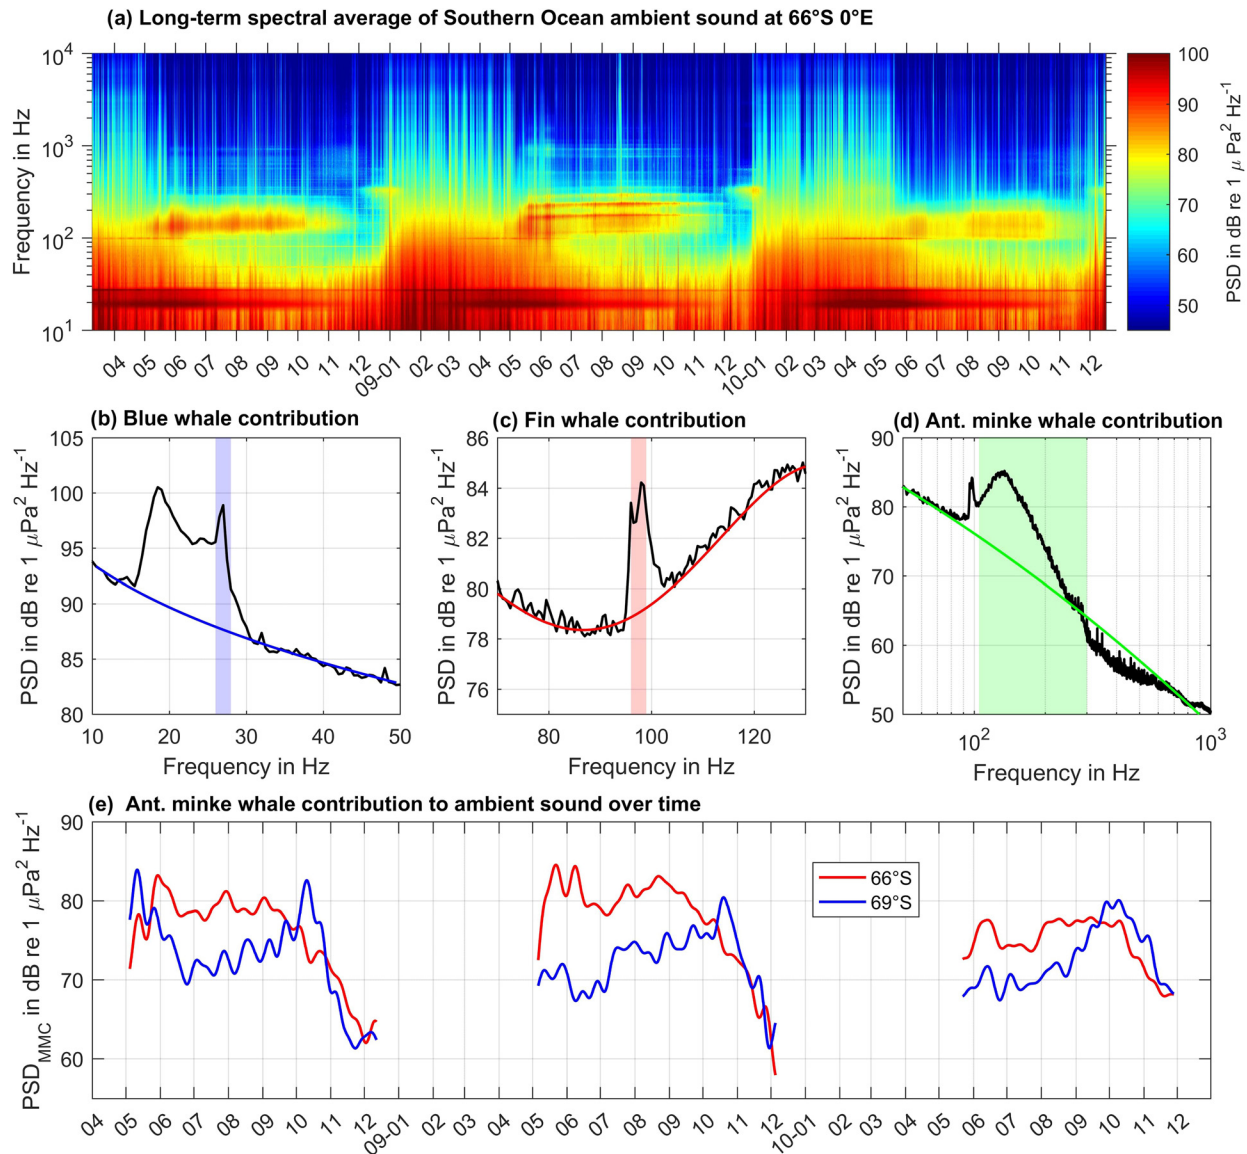 (a) Long-term spectral average of Southern Ocean ambient sound at 66°S 0°E
Frequency in Hz
10⁴
10³
10²
10¹
04 05 06 07 08 09 10 11 12 09-01 02 03 04 05 06 07 08 09 10 11 12 10-01 02 03 04 05 06 07 08 09 10 11 12
100
90
80
70
60
50
PSD in dB re 1 μ Pa² Hz⁻¹
(b) Blue whale contribution
PSD in dB re 1 μPa² Hz⁻¹
105
100
95
90
85
80
10 20 30 40 50
Frequency in Hz
(c) Fin whale contribution
PSD in dB re 1 μPa² Hz⁻¹
86
84
82
80
78
76
80 100 120
Frequency in Hz
(d) Ant. minke whale contribution
PSD in dB re 1 μPa² Hz⁻¹
90
80
70
60
50
10² 10³
Frequency in Hz
(e) Ant. minke whale contribution to ambient sound over time
PSD_MMC in dB re 1 μPa² Hz⁻¹
90
80
70
60
66°S
69°S
04 05 06 07 08 09 10 11 12 09-01 02 03 04 05 06 07 08 09 10 11 12 10-01 02 03 04 05 06 07 08 09 10 11 12